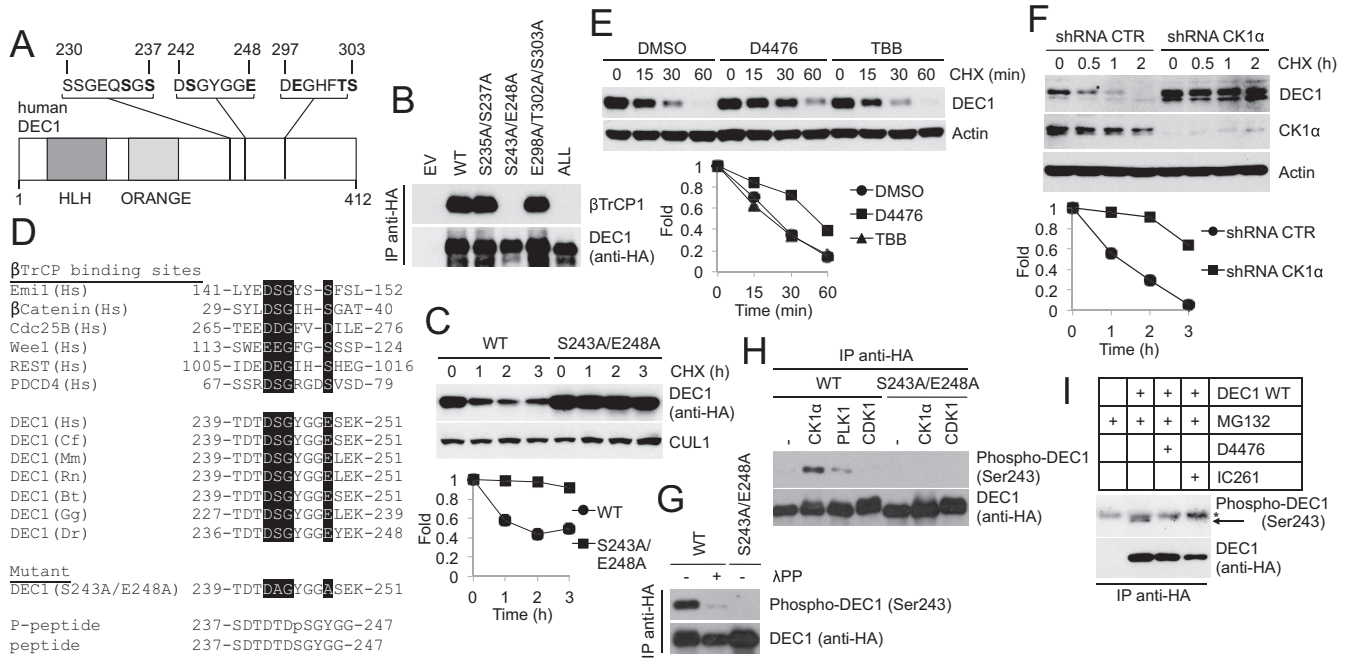 A
230 237 242 248 297 303
SSGEQSGS DSGYGGE DEGHFTS
human
DEC1
HLH ORANGE
1 412
B
EV
WT
S235A/S237A
S243A/E248A
E298A/T302A/S303A
ALL
IP anti-HA
βTrCP1
DEC1
(anti-HA)
C
WT S243A/E248A
0 1 2 3 0 1 2 3 CHX (h)
DEC1
(anti-HA)
CUL1
Fold
1
0.8
0.6
0.4
0.2
0
0 1 2 3
Time (h)
WT
S243A/
E248A
D
βTrCP binding sites
Emi1(Hs) 141-LYEDSGYS-SFSL-152
βCatenin(Hs) 29-SYLDSGIH-SGAT-40
Cdc25B(Hs) 265-TEEDDGFV-DILE-276
Wee1(Hs) 113-SWEEEGFG-SSSP-124
REST(Hs) 1005-IDEDEGIH-SHEG-1016
PDCD4(Hs) 67-SSRDSGRGDSVSD-79
DEC1(Hs) 239-TDTDSGYGGESEK-251
DEC1(Cf) 239-TDTDSGYGGESEK-251
DEC1(Mm) 239-TDTDSGYGGELEK-251
DEC1(Rn) 239-TDTDSGYGGELEK-251
DEC1(Bt) 239-TDTDSGYGGESEK-251
DEC1(Gg) 227-TDTDSGYGGELEK-239
DEC1(Dr) 236-TDTDSGYGGEYEK-248
Mutant
DEC1(S243A/E248A) 239-TDTDAGYGGASEK-251
P-peptide 237-SDTDTDpSGYGG-247
peptide 237-SDTDTDSGYGG-247
E
DMSO D4476 TBB
0 15 30 60 0 15 30 60 0 15 30 60 CHX (min)
DEC1
Actin
Fold
1
0.8
0.6
0.4
0.2
0
0 15 30 60
Time (min)
DMSO
D4476
TBB
F
shRNA CTR shRNA CK1α
0 0.5 1 2 0 0.5 1 2 CHX (h)
DEC1
CK1α
Actin
Fold
1
0.8
0.6
0.4
0.2
0
0 1 2 3
Time (h)
shRNA CTR
shRNA CK1α
G
WT
S243A/E248A
- + - λPP
IP anti-HA
Phospho-DEC1 (Ser243)
DEC1 (anti-HA)
H
IP anti-HA
WT S243A/E248A
- CK1α PLK1 CDK1 - CK1α CDK1
Phospho-DEC1
(Ser243)
DEC1
(anti-HA)
I
+ + + DEC1 WT
+ + + + MG132
+ D4476
+ IC261
Phospho-DEC1
*
(Ser243)
DEC1
(anti-HA)
IP anti-HA